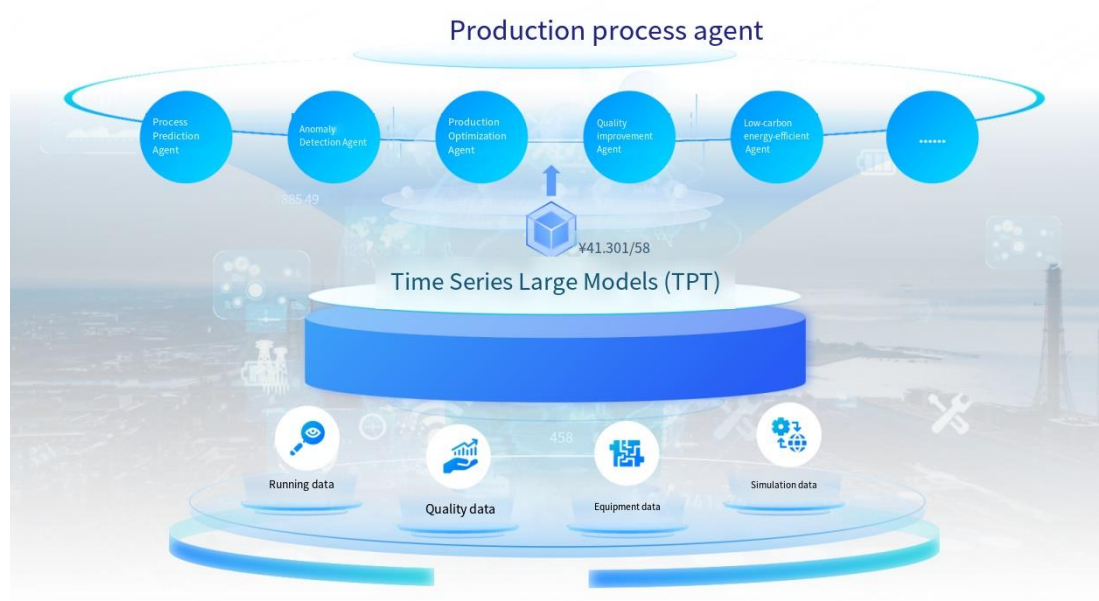 Production process agent
Process
Prediction
Agent
Anomaly
Detection Agent
Production
Optimization
Agent
Quality
improvement
Agent
Low-carbon
energy-efficient
Agent
......
385.49
¥41.301/58
Time Series Large Models (TPT)
458
Running data
Quality data
Equipment data
Simulation data